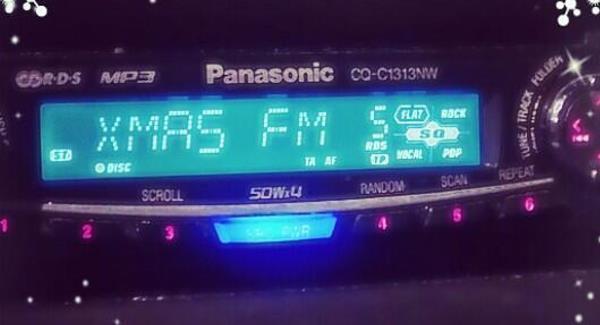 R·D·S MP3 Panasonic CQ-C1313NW
XMAS FM 5
FLAT ROCK
SQ
VOCAL POP
ST DISC TA AF RDS TP
SCROLL 50Wx4 RANDOM SCAN REPEAT
TUNE / TRACK FOLDER
1 2 3 PWR 4 5 6